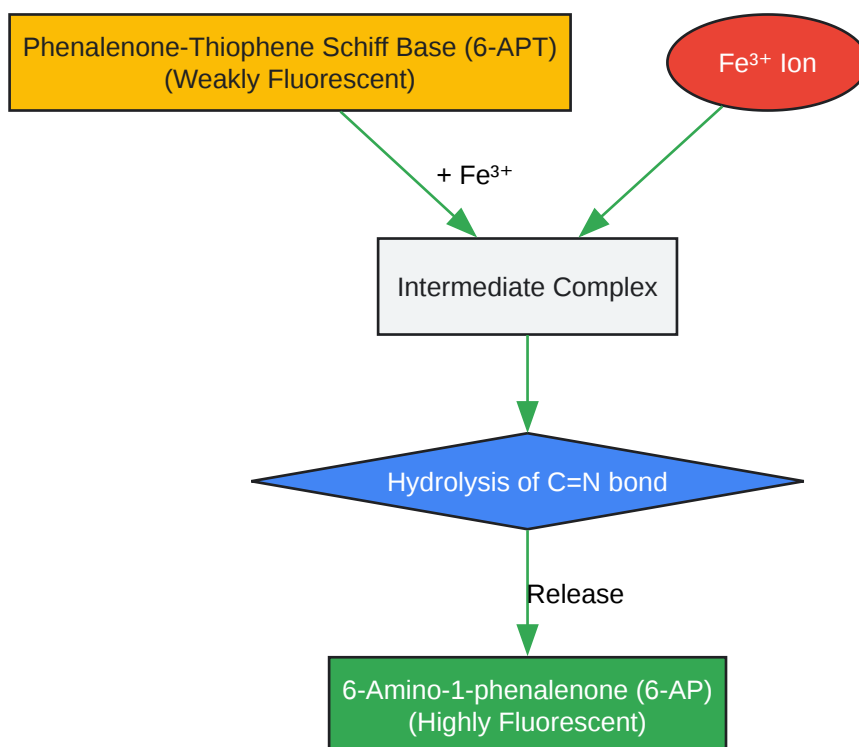 Phenalenone-Thiophene Schiff Base (6-APT)
(Weakly Fluorescent)
Fe³⁺ Ion
+ Fe³⁺
Intermediate Complex
Hydrolysis of C=N bond
Release
6-Amino-1-phenalenone (6-AP)
(Highly Fluorescent)